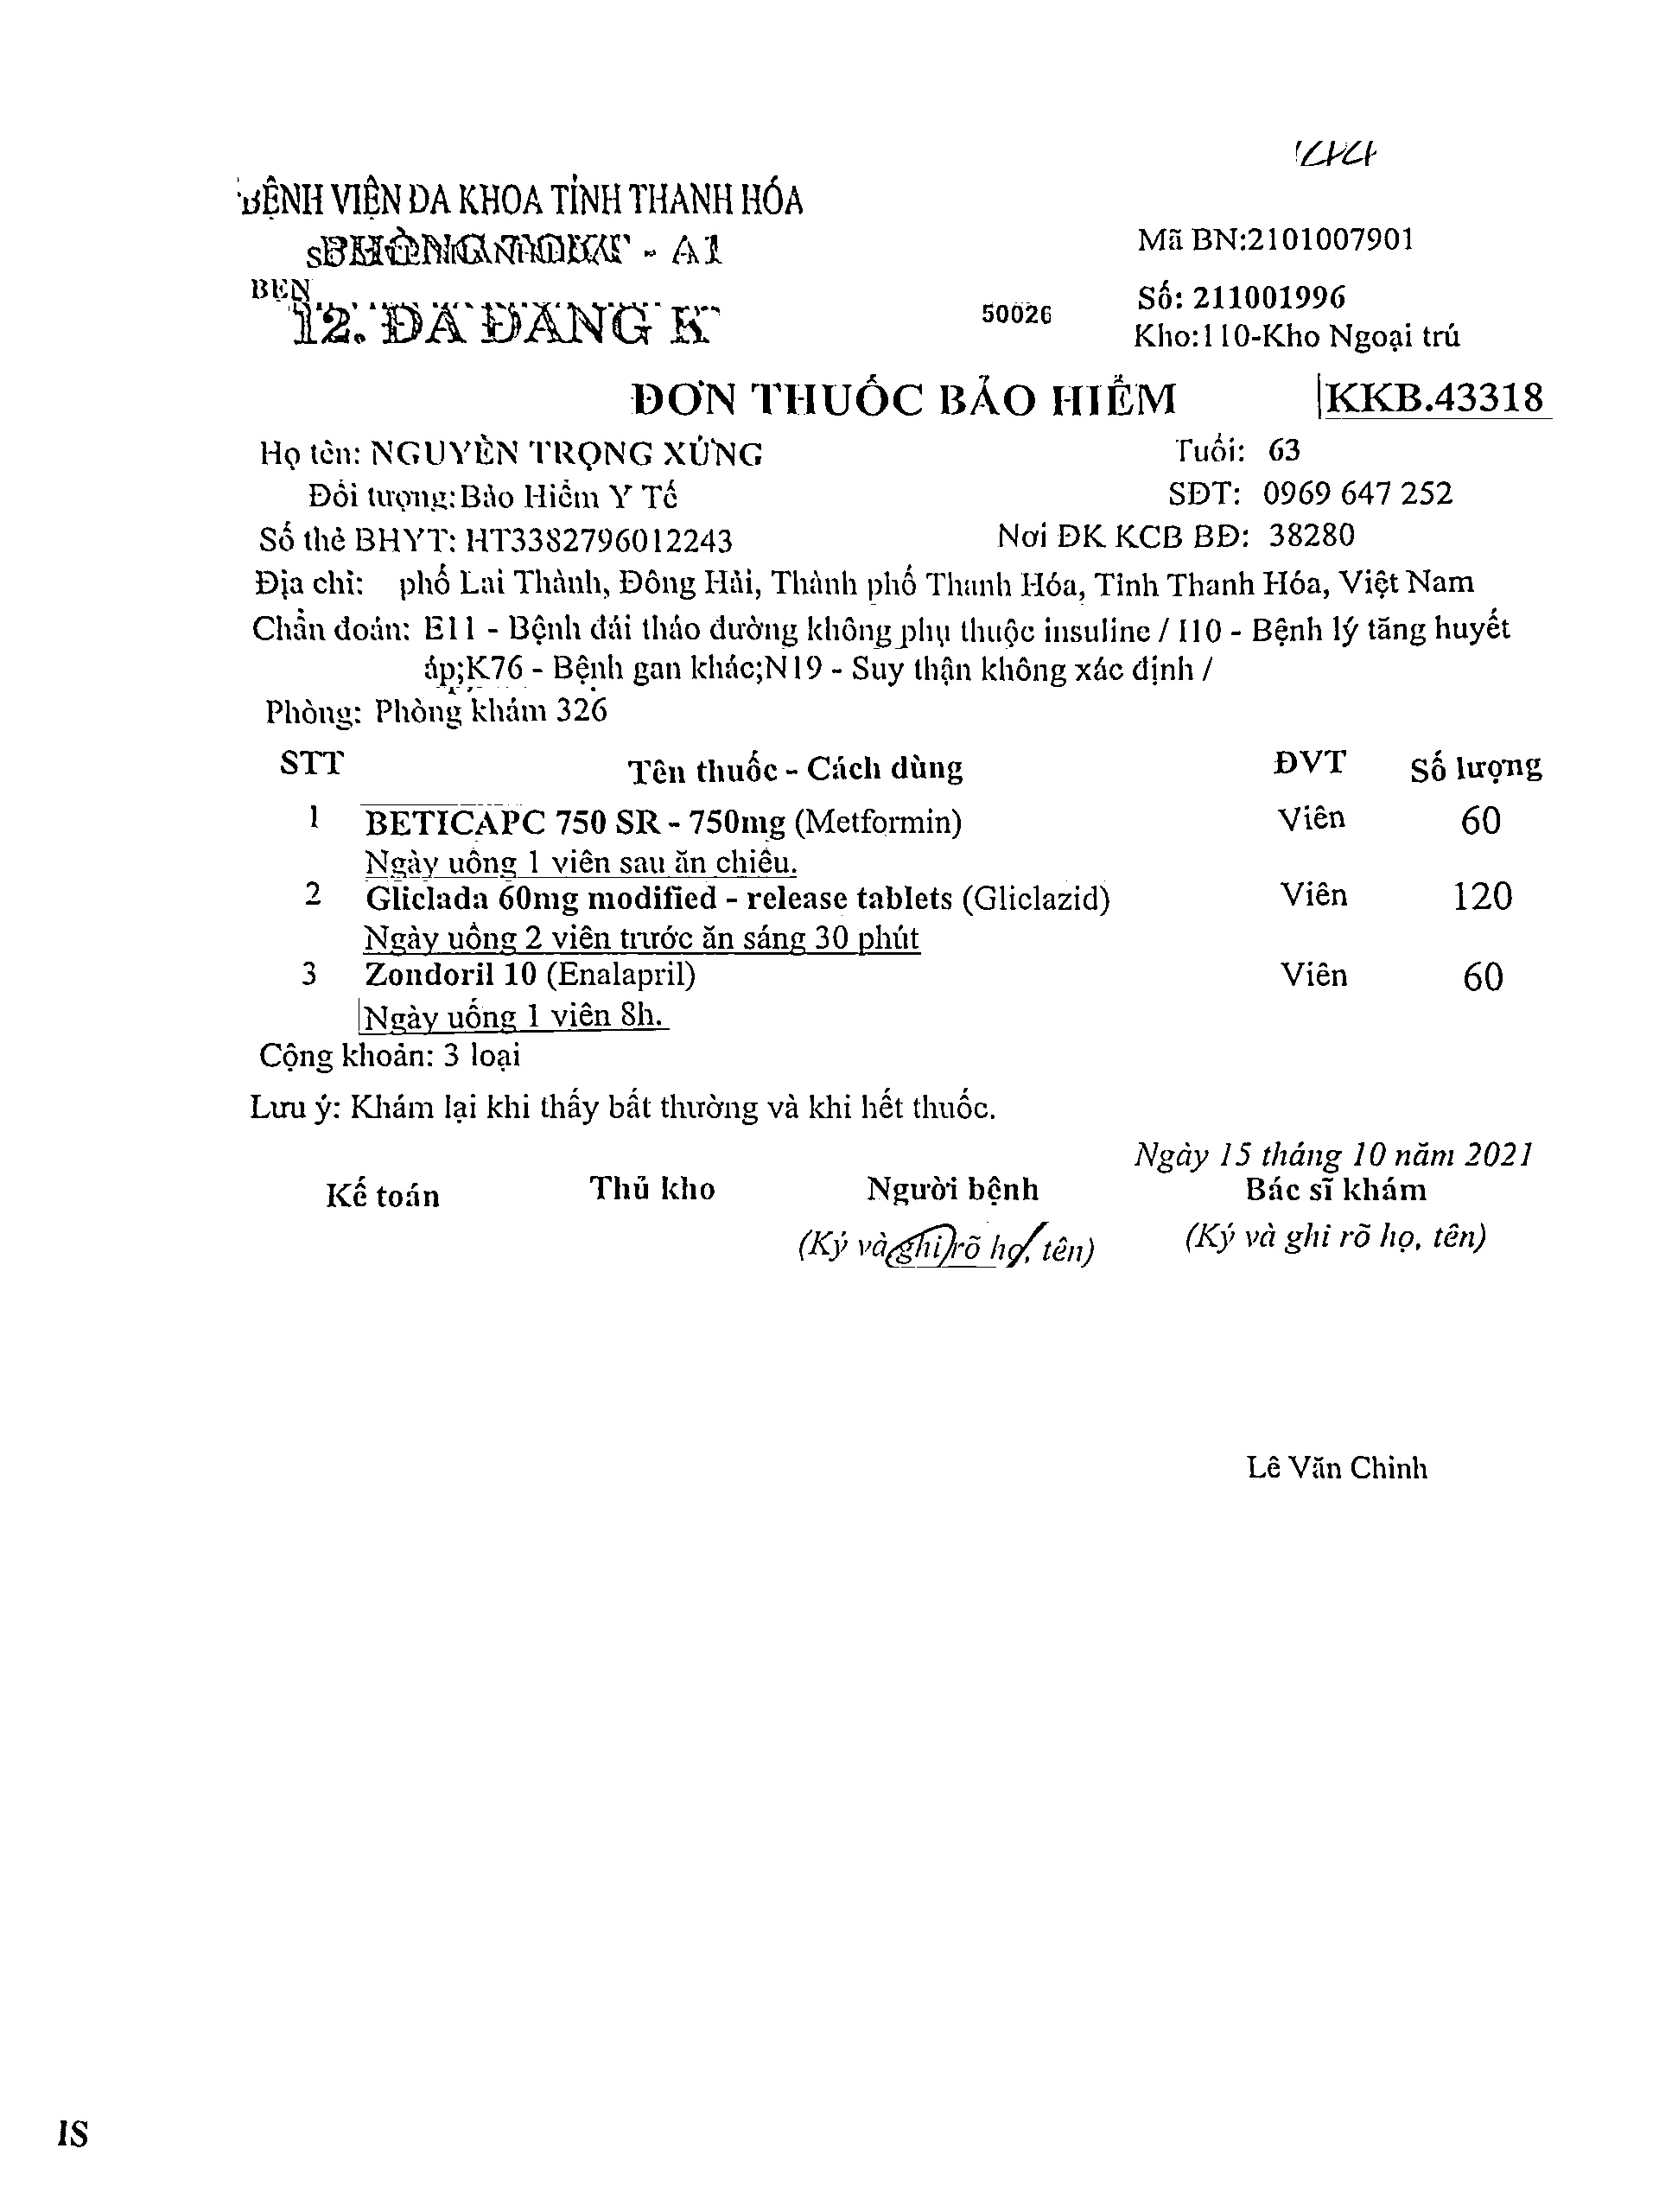 BỆNH VIỆN ĐA KHOA TỈNH THANH HÓA
- A1
BEN
12. ĐA ĐĂNG K
Mã BN:2101007901
50026
Số: 211001996
Kho:110-Kho Ngoại trú
ĐƠN THUỐC BẢO HIỂM
KKB.43318
Họ tên: NGUYỄN TRỌNG XỨNG
Tuổi: 63
Đối tượng:Bảo Hiểm Y Tế
SĐT: 0969 647 252
Số thẻ BHYT: HT3382796012243
Nơi ĐK KCB BĐ: 38280
Địa chỉ: phố Lai Thành, Đông Hải, Thành phố Thanh Hóa, Tỉnh Thanh Hóa, Việt Nam
Chẩn đoán: E11 - Bệnh đái tháo đường không phụ thuộc insuline / I10 - Bệnh lý tăng huyết
áp;K76 - Bệnh gan khác;N19 - Suy thận không xác định /
Phòng: Phòng khám 326
STT Tên thuốc - Cách dùng ĐVT Số lượng
1 BETICAPC 750 SR - 750mg (Metformin) Viên 60
Ngày uống 1 viên sau ăn chiều.
2 Gliclada 60mg modified - release tablets (Gliclazid) Viên 120
Ngày uống 2 viên trước ăn sáng 30 phút
3 Zondoril 10 (Enalapril) Viên 60
Ngày uống 1 viên 8h.
Cộng khoản: 3 loại
Lưu ý: Khám lại khi thấy bất thường và khi hết thuốc.
Ngày 15 tháng 10 năm 2021
Kế toán Thủ kho Người bệnh Bác sĩ khám
(Ký và ghi rõ họ, tên) (Ký và ghi rõ họ, tên)
Lê Văn Chinh
IS